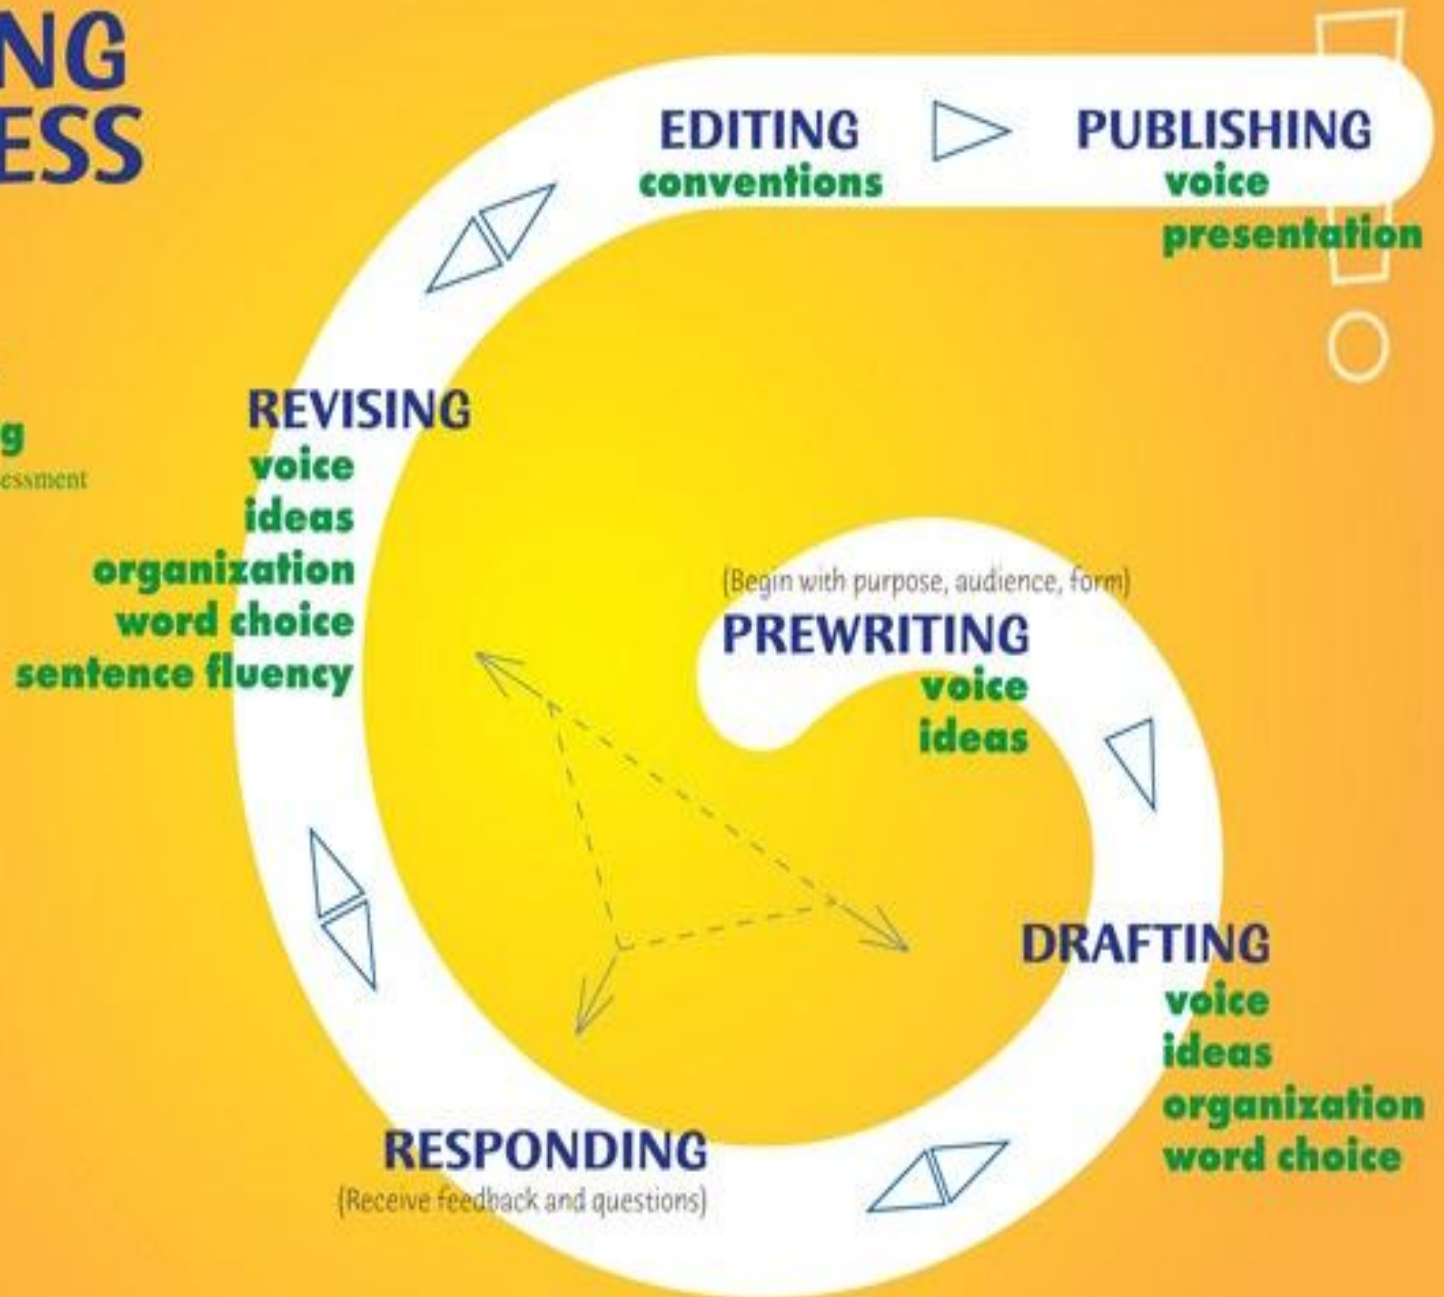 NG
ESS
EDITING
conventions
PUBLISHING
voice
presentation
REVISING
voice
ideas
organization
word choice
sentence fluency
g
essment
(Begin with purpose, audience, form)
PREWRITING
voice
ideas
DRAFTING
voice
ideas
organization
word choice
RESPONDING
(Receive feedback and questions)